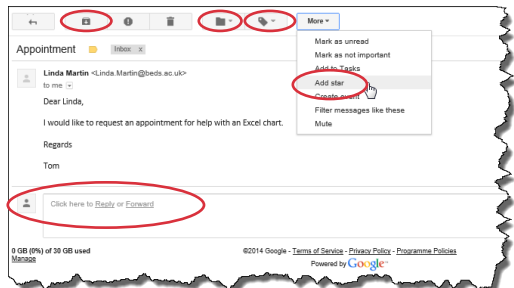 More
Appointment Inbox x
Mark as unread
Mark as not important
Add to Tasks
Add star
Create event
Filter messages like these
Mute
Linda Martin <Linda.Martin@beds.ac.uk>
to me
Dear Linda,
I would like to request an appointment for help with an Excel chart.
Regards
Tom
Click here to Reply or Forward
0 GB (0%) of 30 GB used
Manage
©2014 Google - Terms of Service - Privacy Policy - Programme Policies
Powered by Google™